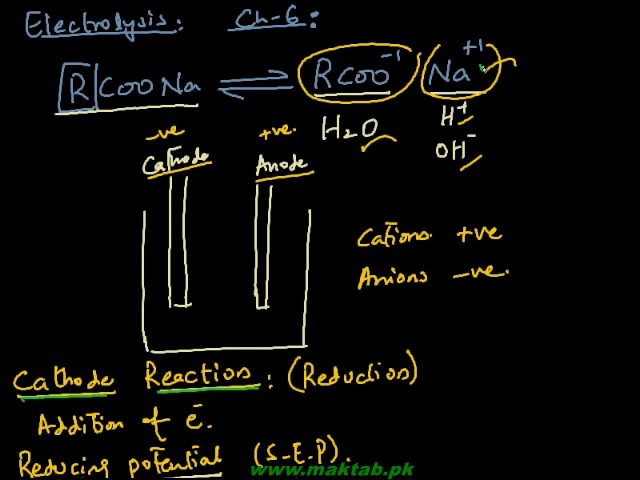 Electrolysis: Ch-6:
RCOONa ⇌ RCOO⁻¹ Na⁺¹
H₂O H⁺
OH⁻
-ve +ve
Cathode Anode
Cations +ve
Anions -ve.
Cathode Reaction: (Reduction)
Addition of e⁻.
Reducing potential (S-E.P).
www.maktab.pk